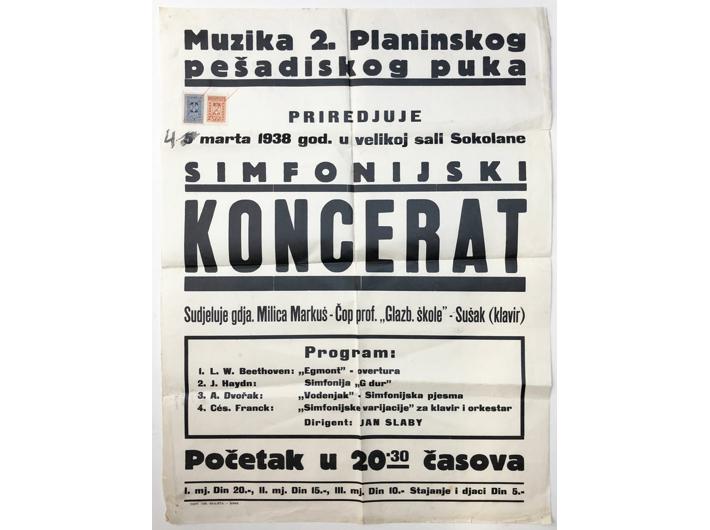 Muzika 2. Planinskog
pešadiskog puka
PRIREDJUJE
4 5 marta 1938 god. u velikoj sali Sokolane
SIMFONIJSKI
KONCERAT
Sudjeluje gdja. Milica Markuš - Čop prof. „Glazb. škole" - Sušak (klavir)
Program:
1. L. W. Beethoven: „Egmont" - overtura
2. J. Haydn: Simfonija „G dur"
3. A. Dvořak: „Vodenjak" - Simfonijska pjesma
4. Cés. Franck: „Simfonijske varijacije" za klavir i orkestar
Dirigent: JAN SLABY
Početak u 20·30 časova
I. mj. Din 20.-, II. mj. Din 15.-, III. mj, Din 10.- Stajanje i djaci Din 5.-